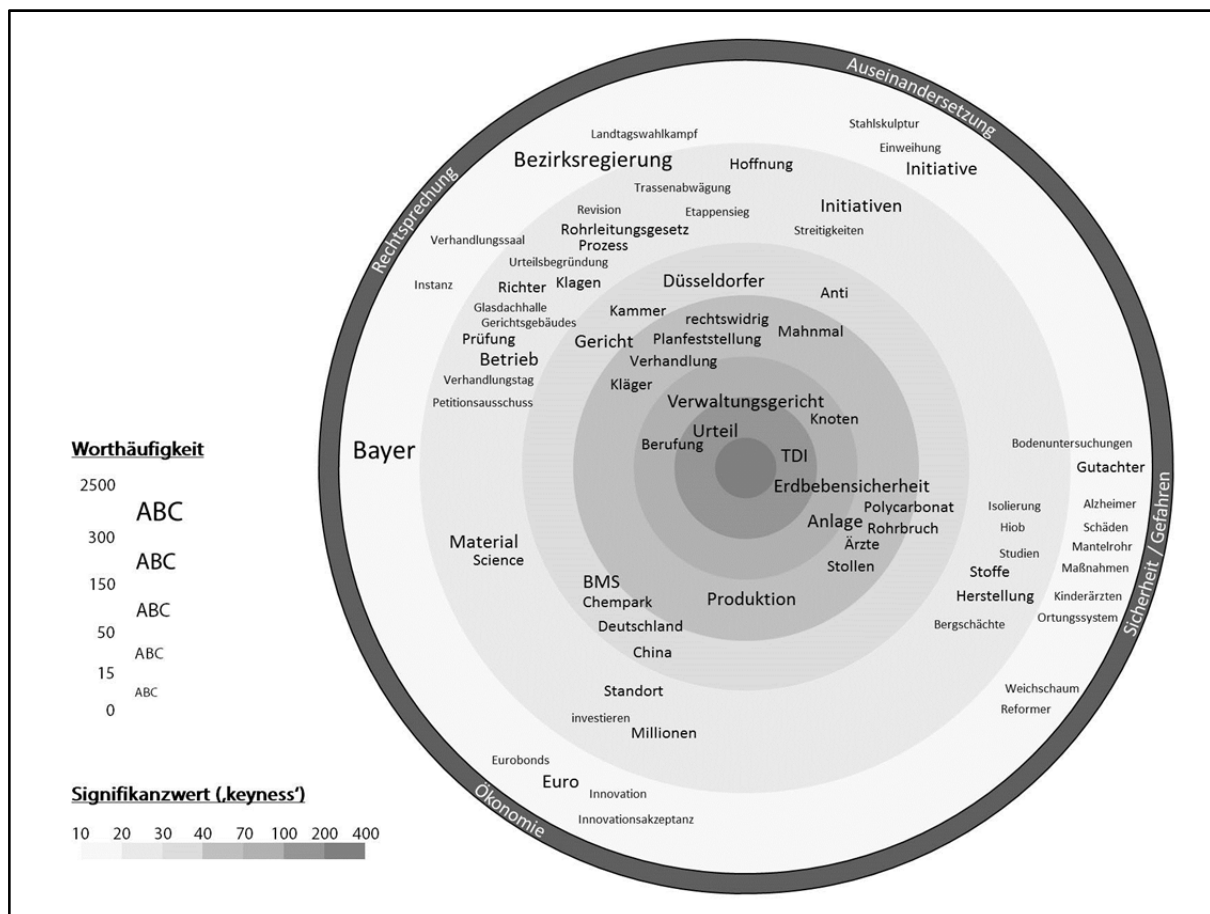 Auseinandersetzung
Stahlskulptur
Landtagswahlkampf
Einweihung
Bezirksregierung
Hoffnung
Initiative
Trassenabwägung
Initiativen
Revision
Etappensieg
Rohrleitungsgesetz
Streitigkeiten
Rechtsprechung
Verhandlungssaal
Prozess
Urteilsbegründung
Instanz
Richter
Klagen
Düsseldorfer
Anti
Glasdachhalle
Kammer
Gerichtsgebäudes
rechtswidrig
Mahnmal
Prüfung
Gericht
Planfeststellung
Betrieb
Verhandlung
Verhandlungstag
Kläger
Petitionsausschuss
Verwaltungsgericht
Knoten
Urteil
Bayer
Berufung
TDI
Bodenuntersuchungen
Gutachter
Erdbebensicherheit
Polycarbonat
Isolierung
Alzheimer
Anlage
Rohrbruch
Hiob
Schäden
Material
Ärzte
Mantelrohr
Science
Studien
Stollen
Stoffe
Maßnahmen
BMS
Herstellung
Kinderärzten
Chempark
Produktion
Ortungssystem
Deutschland
Bergschächte
Sicherheit / Gefahren
China
Standort
Weichschaum
Reformer
investieren
Millionen
Eurobonds
Euro
Innovation
Ökonomie
Innovationsakzeptanz
Worthäufigkeit
2500
ABC
300
ABC
150
ABC
50
ABC
15
ABC
0
Signifikanzwert (‚keyness‘)
10 20 30 40 70 100 200 400